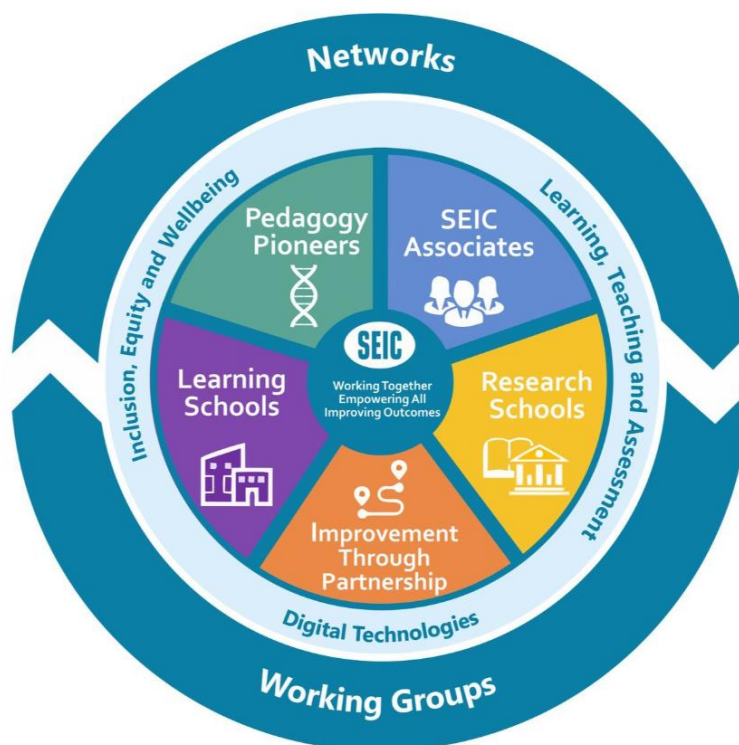 Networks
Inclusion, Equity and Wellbeing
Learning, Teaching and Assessment
Digital Technologies
Pedagogy
Pioneers
SEIC
Associates
Learning
Schools
SEIC
Working Together
Empowering All
Improving Outcomes
Research
Schools
Improvement
Through
Partnership
Working Groups